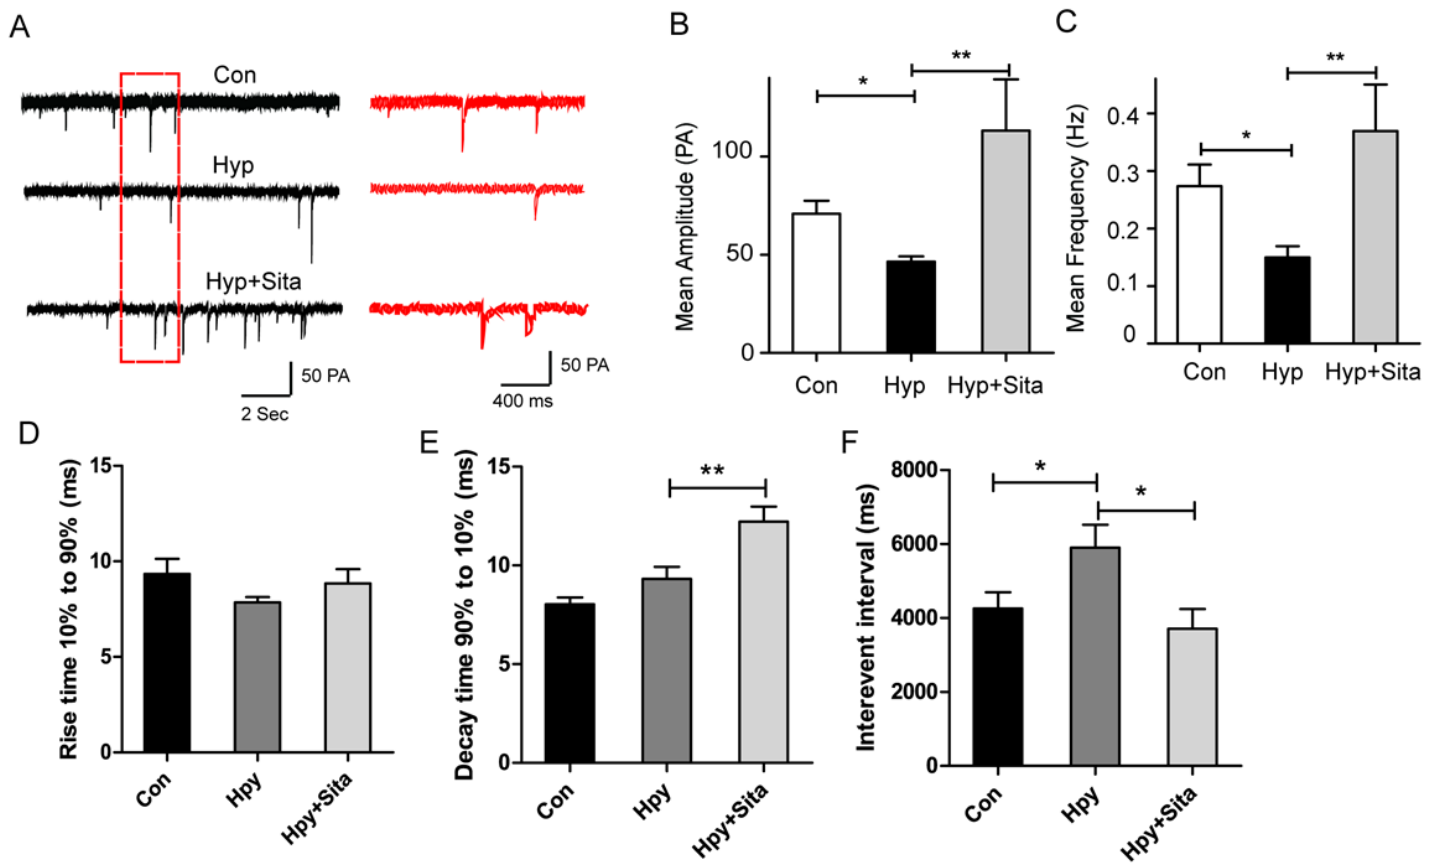 A
Con
Hyp
Hyp+Sita
50 PA
2 Sec
50 PA
400 ms
B
Mean Amplitude (PA)
100
50
0
*
**
Con
Hyp
Hyp+Sita
C
Mean Frequency (Hz)
0.4
0.3
0.2
0.1
0
*
**
Con
Hyp
Hyp+Sita
D
Rise time 10% to 90% (ms)
15
10
5
0
Con
Hpy
Hpy+Sita
E
Decay time 90% to 10% (ms)
15
10
5
0
**
Con
Hpy
Hpy+Sita
F
Interevent interval (ms)
8000
6000
4000
2000
0
*
*
Con
Hpy
Hpy+Sita